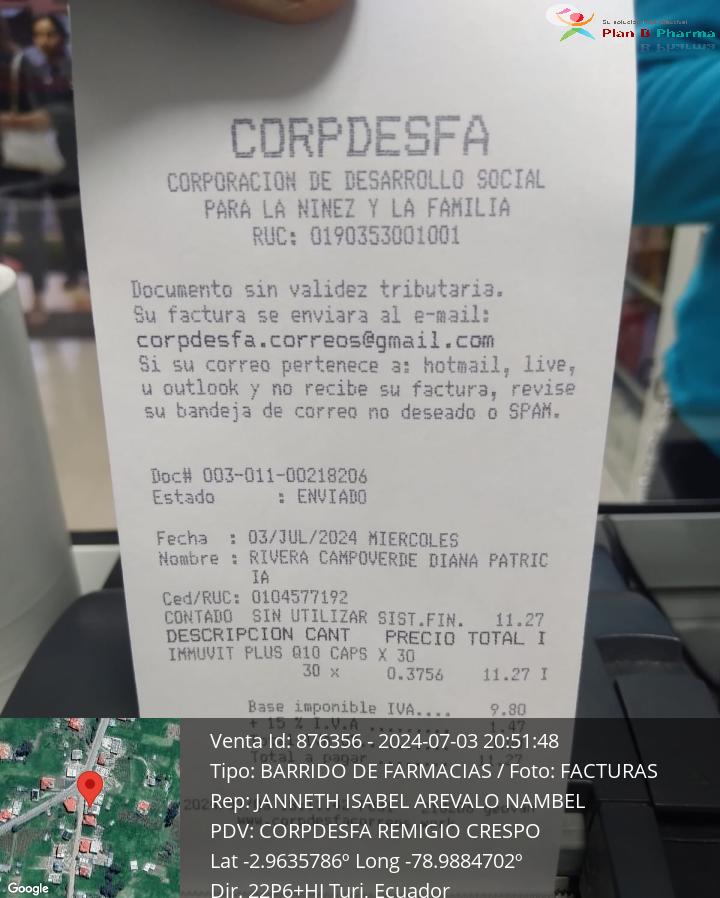 Plan B Pharma
CORPDESFA
CORPORACION DE DESARROLLO SOCIAL
PARA LA NINEZ Y LA FAMILIA
RUC: 0190353001001
Documento sin validez tributaria.
Su factura se enviara al e-mail:
corpdesfa.correos@gmail.com
Si su correo pertenece a: hotmail, live,
u outlook y no recibe su factura, revise
su bandeja de correo no deseado o SPAM.
Doc# 003-011-00218206
Estado : ENVIADO
Fecha : 03/JUL/2024 MIERCOLES
Nombre : RIVERA CAMPOVERDE DIANA PATRIC
IA
Ced/RUC: 0104577192
CONTADO SIN UTILIZAR SIST.FIN. 11.27
DESCRIPCION CANT PRECIO TOTAL I
IMMUVIT PLUS Q10 CAPS X 30
30 x 0.3756 11.27 I
Base imponible IVA.... 9.80
+ 15 % I.V.A ......... 1.47
Total a pagar ........ 11.27
Venta Id: 876356 - 2024-07-03 20:51:48
Tipo: BARRIDO DE FARMACIAS / Foto: FACTURAS
Rep: JANNETH ISABEL AREVALO NAMBEL
PDV: CORPDESFA REMIGIO CRESPO
Lat -2.9635786º Long -78.9884702º
Dir. 22P6+HJ Turi, Ecuador
Google